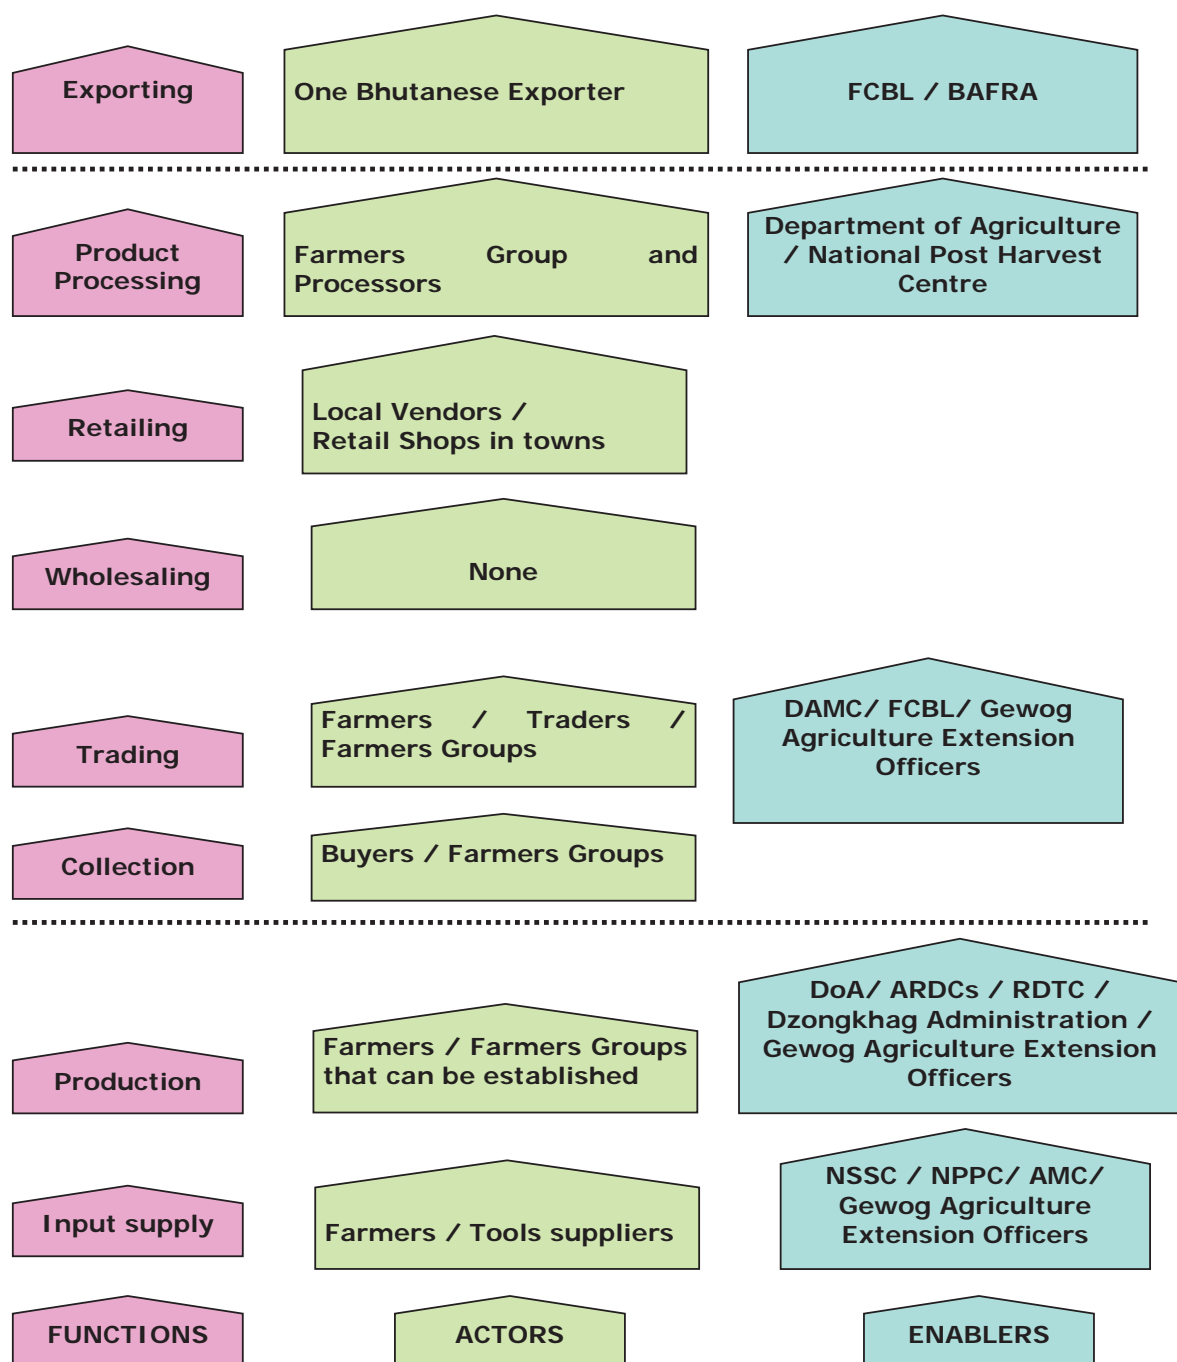 Exporting
One Bhutanese Exporter
FCBL / BAFRA
Product
Processing
Farmers Group and
Processors
Department of Agriculture
/ National Post Harvest
Centre
Retailing
Local Vendors /
Retail Shops in towns
Wholesaling
None
Trading
Farmers / Traders /
Farmers Groups
DAMC/ FCBL/ Gewog
Agriculture Extension
Officers
Collection
Buyers / Farmers Groups
Production
Farmers / Farmers Groups
that can be established
DoA/ ARDCs / RDTC /
Dzongkhag Administration /
Gewog Agriculture Extension
Officers
Input supply
Farmers / Tools suppliers
NSSC / NPPC/ AMC/
Gewog Agriculture
Extension Officers
FUNCTIONS
ACTORS
ENABLERS